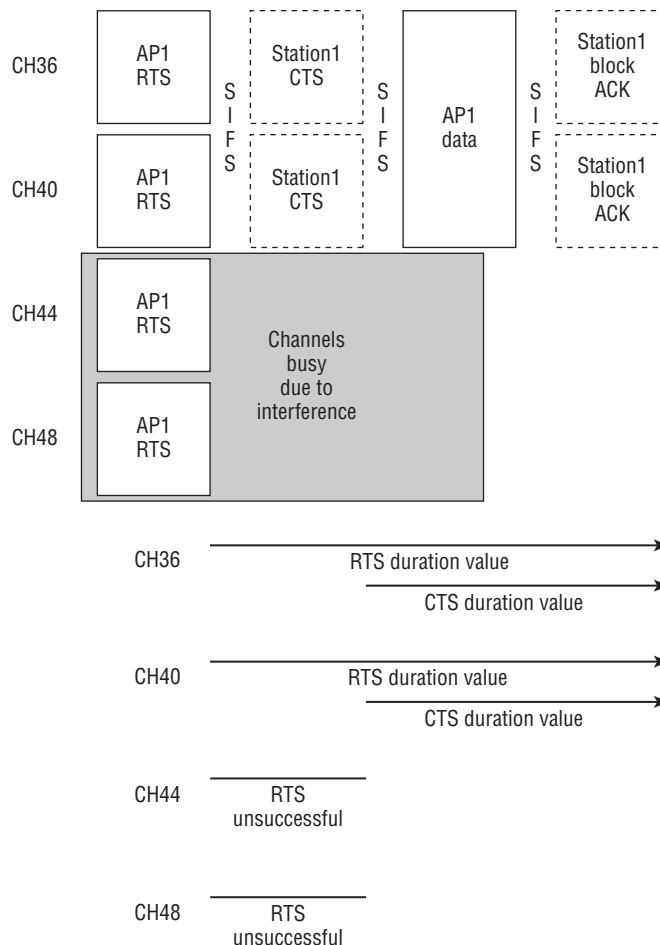 CH36
AP1
RTS
S
I
F
S
Station1
CTS
S
I
F
S
AP1
data
S
I
F
S
Station1
block
ACK
CH40
AP1
RTS
Station1
CTS
Station1
block
ACK
CH44
AP1
RTS
Channels
busy
due to
interference
CH48
AP1
RTS
CH36
RTS duration value
CTS duration value
CH40
RTS duration value
CTS duration value
CH44
RTS
unsuccessful
CH48
RTS
unsuccessful